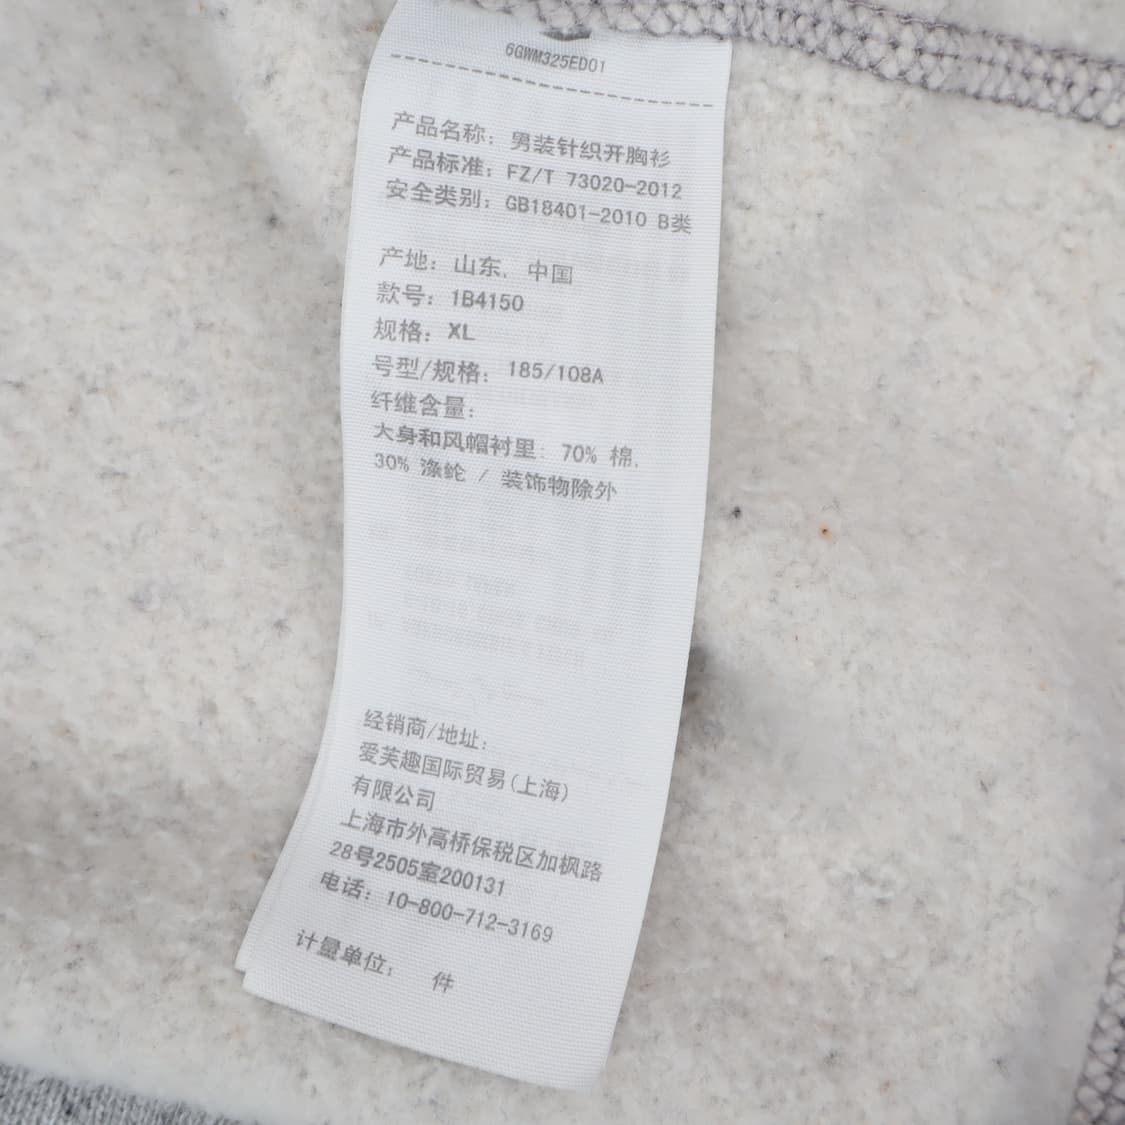 6GWM325ED01
产品名称: 男装针织开胸衫
产品标准: FZ/T 73020-2012
安全类别: GB18401-2010 B类
产地: 山东, 中国
款号: 1B4150
规格: XL
号型/规格: 185/108A
纤维含量:
大身和风帽衬里: 70% 棉,
30% 涤纶 / 装饰物除外
经销商/地址:
爱芙趣国际贸易(上海)
有限公司
上海市外高桥保税区加枫路
28号2505室200131
电话: 10-800-712-3169
计量单位: 件